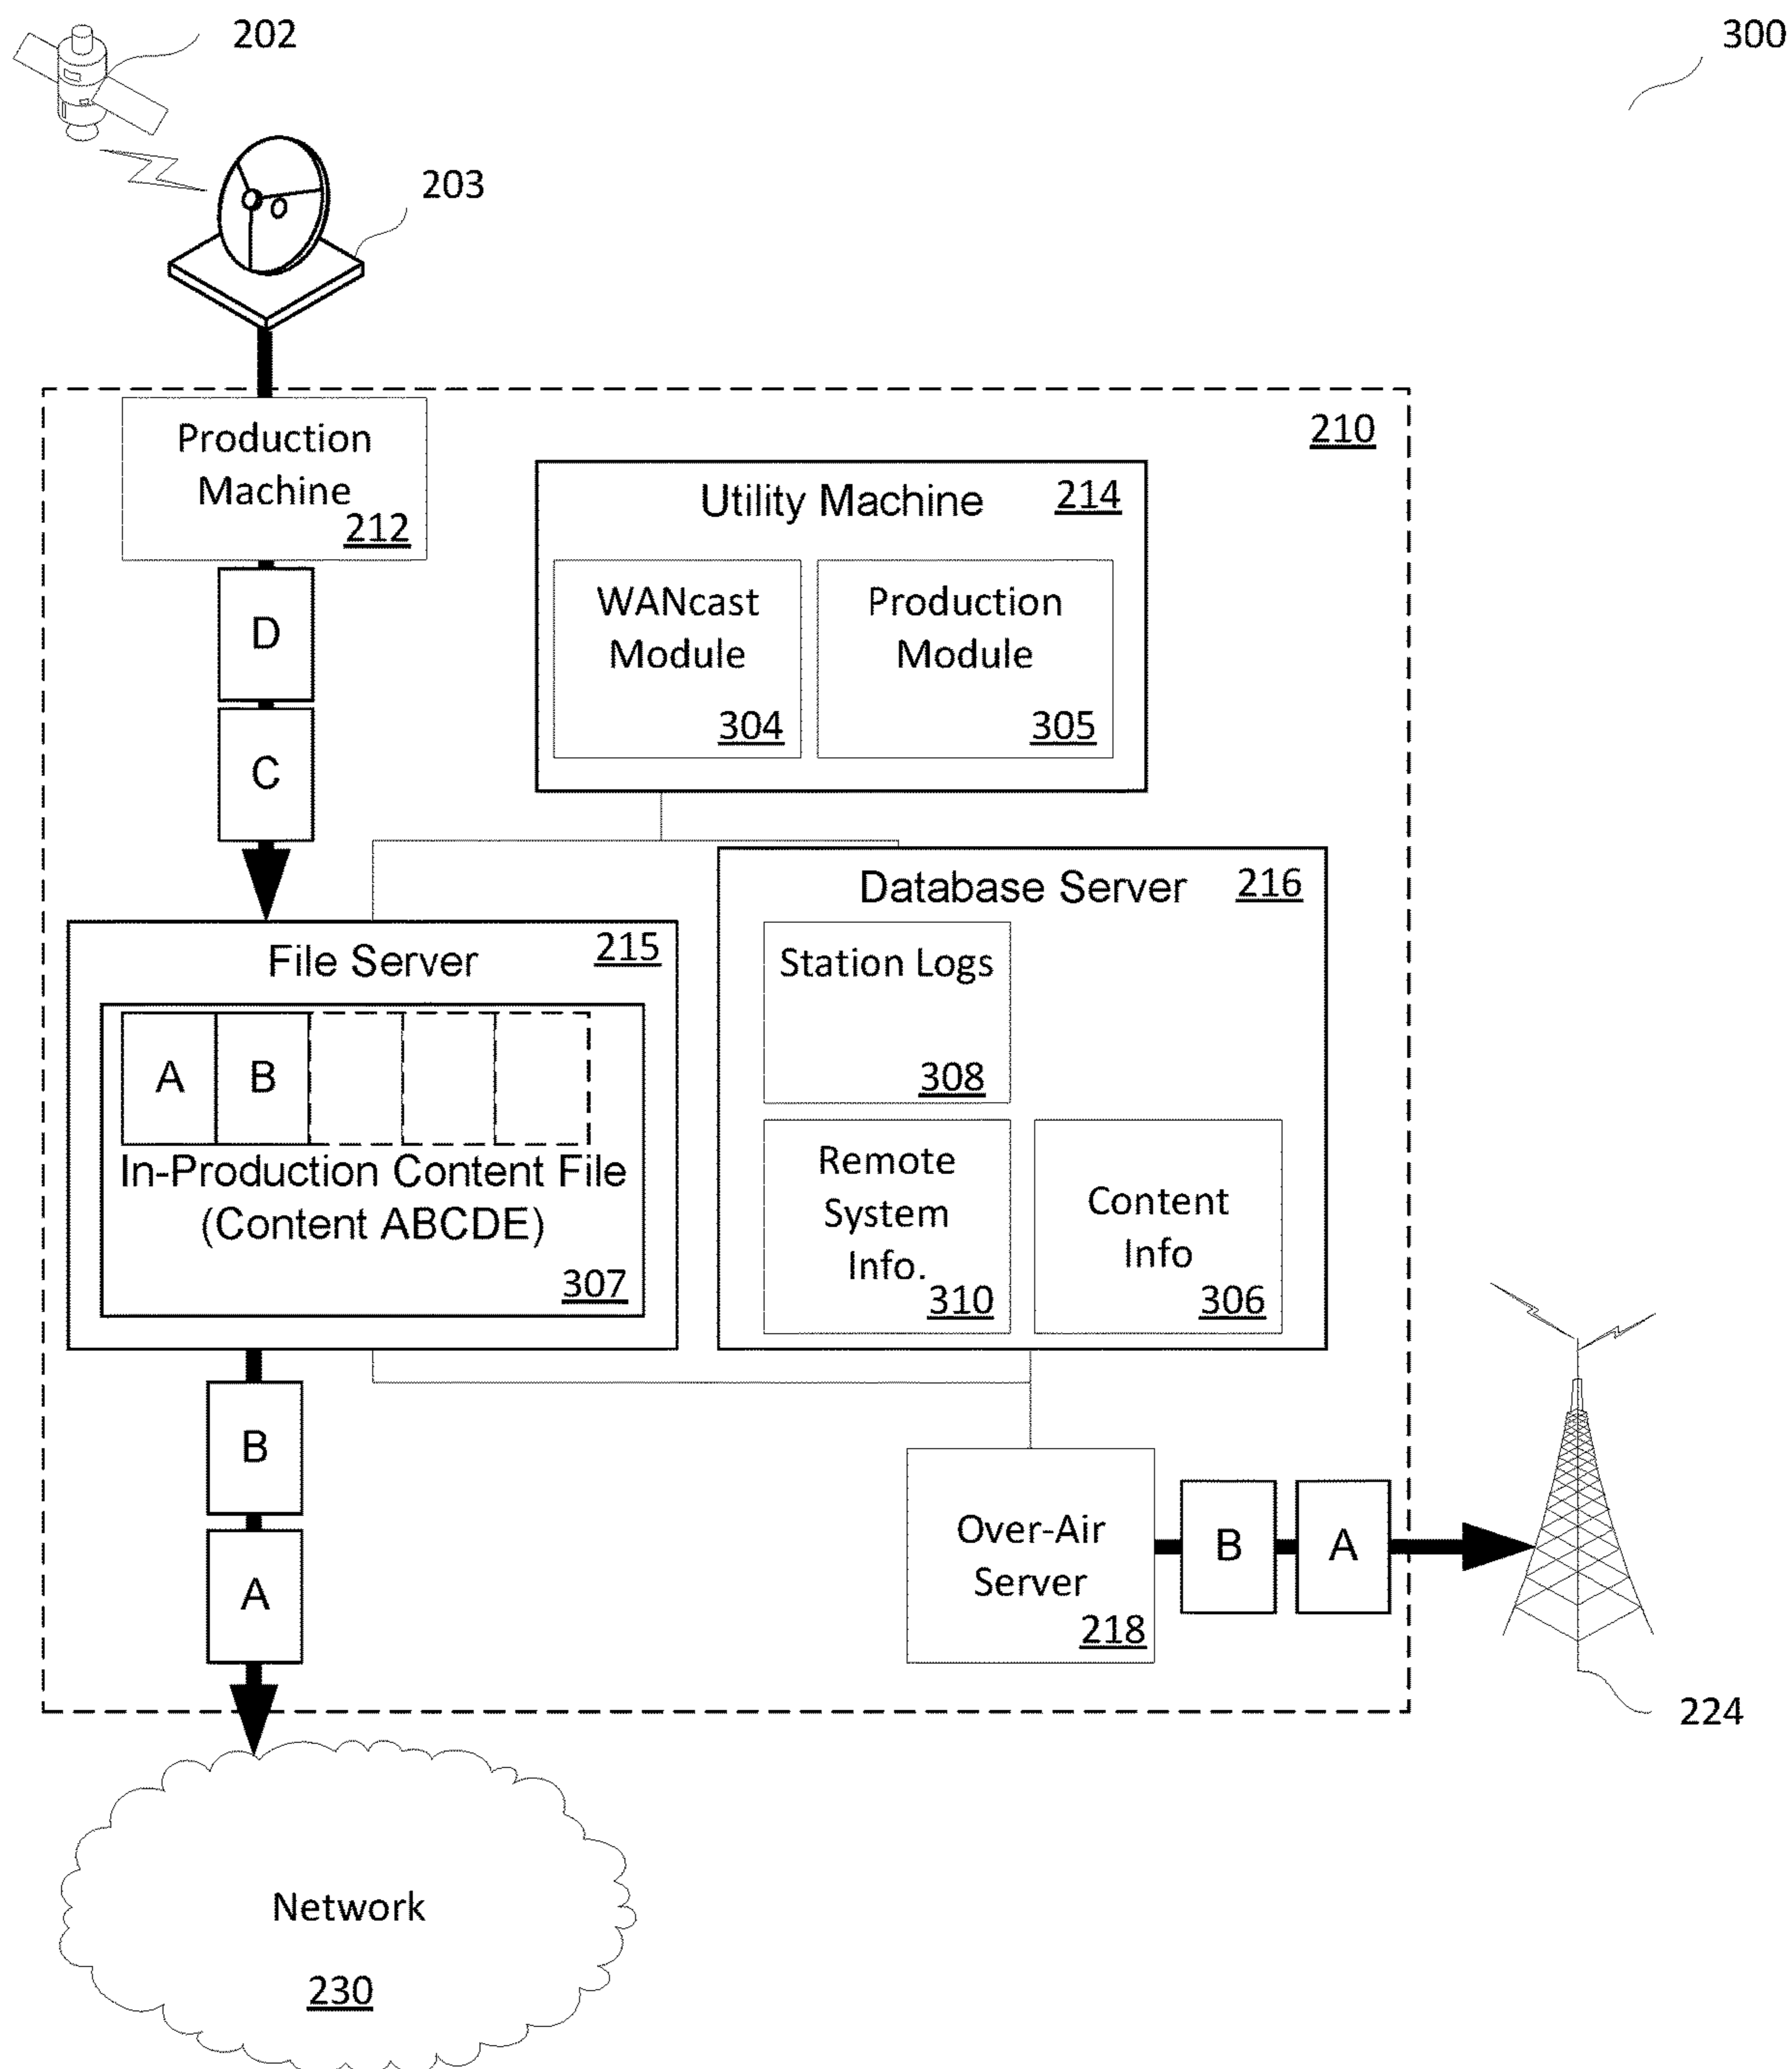 202
300
203
210
Production
Machine
212
Utility Machine
214
WANcast
Module
304
Production
Module
305
D
C
Database Server
216
File Server
215
Station Logs
308
A
B
In-Production Content File
(Content ABCDE)
307
Remote
System
Info.
310
Content
Info
306
B
A
Over-Air
Server
218
B
A
224
Network
230